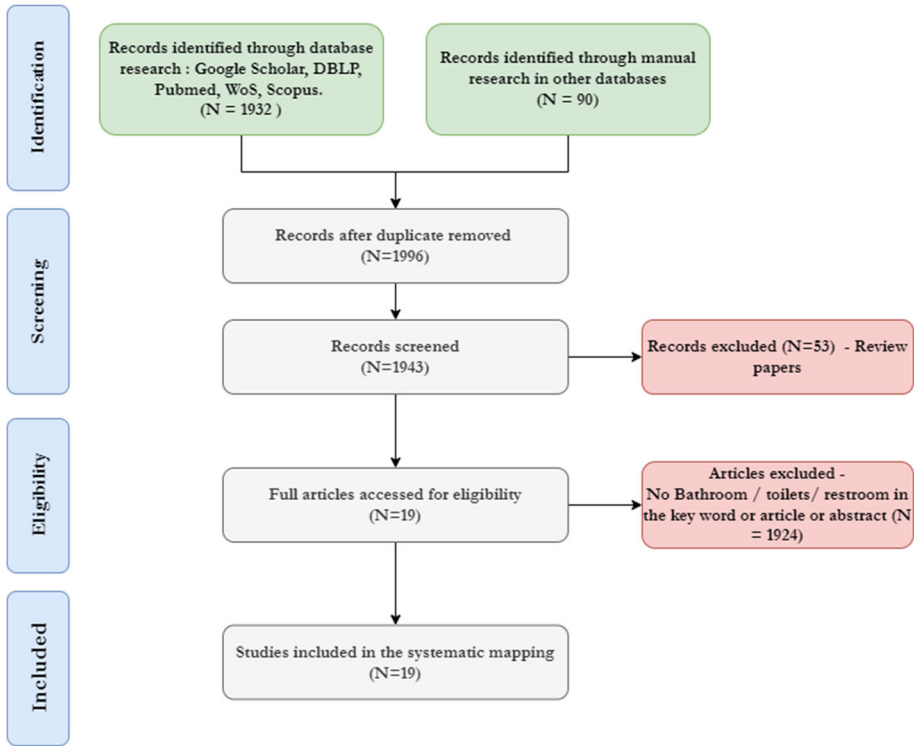 Identification
Records identified through database
research : Google Scholar, DBLP,
Pubmed, WoS, Scopus.
(N = 1932 )
Records identified through manual
research in other databases
(N = 90)
Screening
Records after duplicate removed
(N=1996)
Records screened
(N=1943)
Records excluded (N=53)  - Review
papers
Eligibility
Full articles accessed for eligibility
(N=19)
Articles excluded -
No Bathroom / toilets/ restroom in
the key word or article or abstract (N
= 1924)
Included
Studies included in the systematic mapping
(N=19)